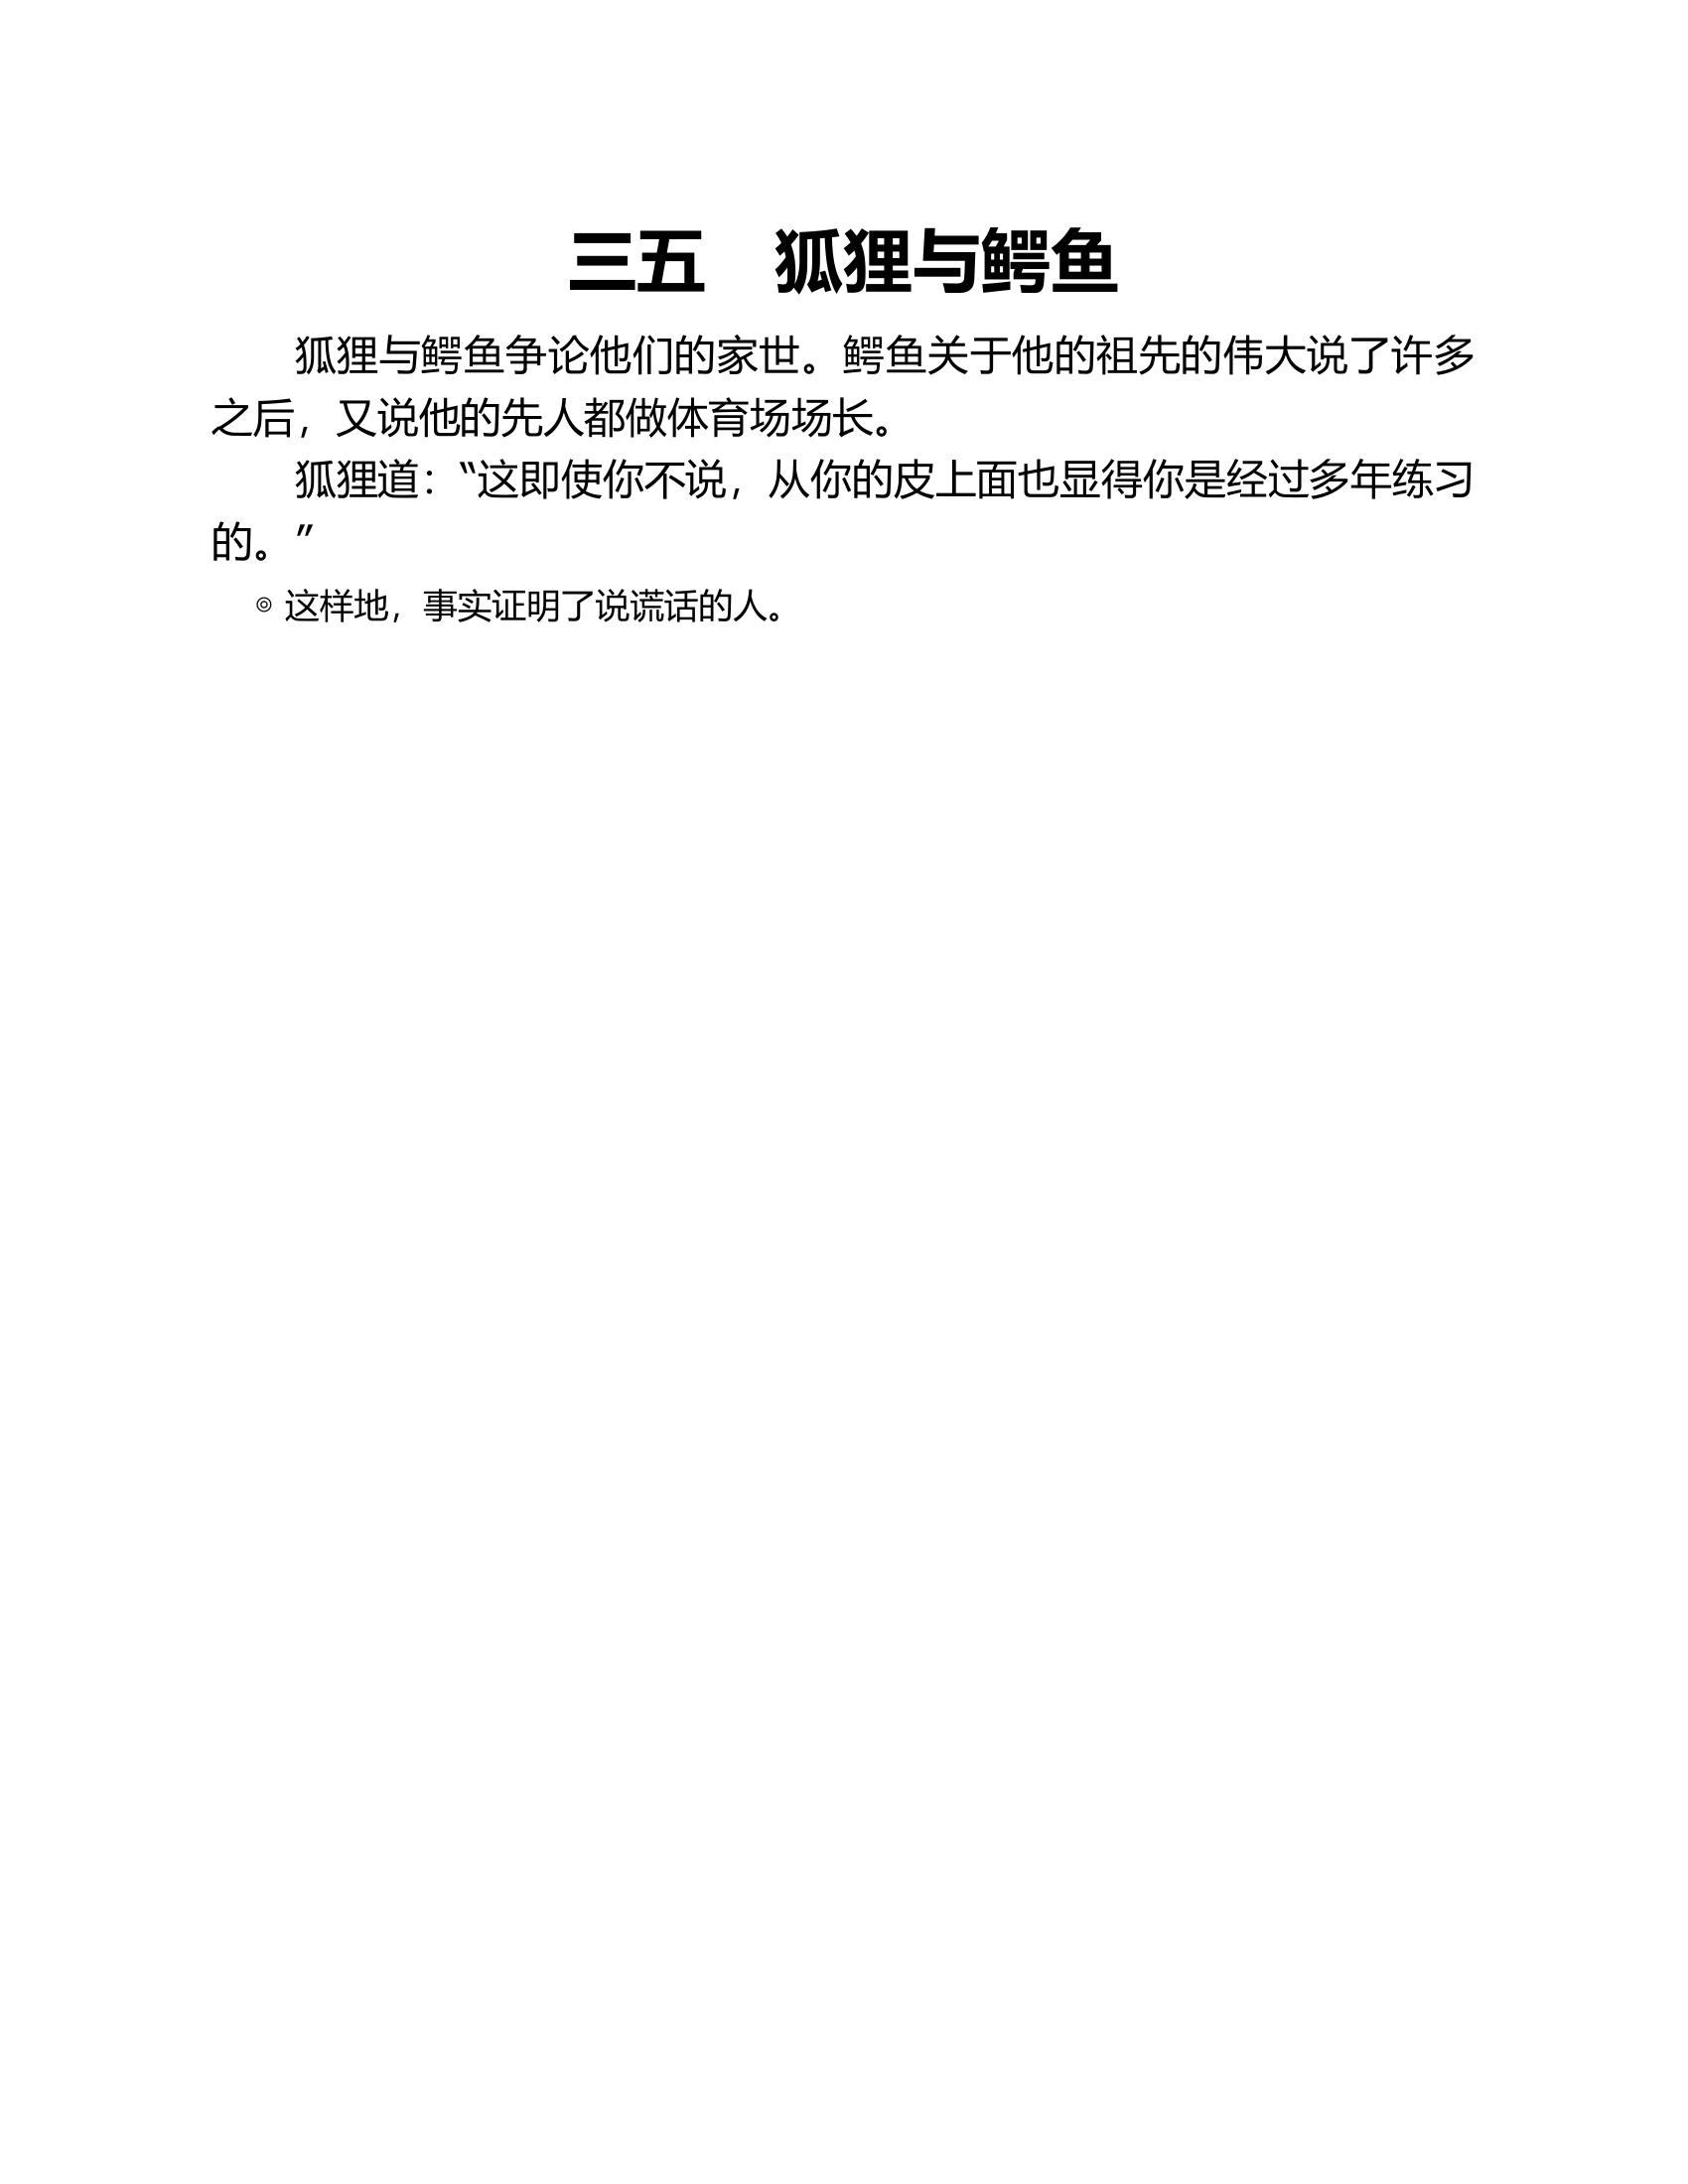 三五　狐狸与鳄鱼
狐狸与鳄鱼争论他们的家世。鳄鱼关于他的祖先的伟大说了许多
之后，又说他的先人都做体育场场长。
狐狸道：“这即使你不说，从你的皮上面也显得你是经过多年练习
的。”
◎ 这样地，事实证明了说谎话的人。